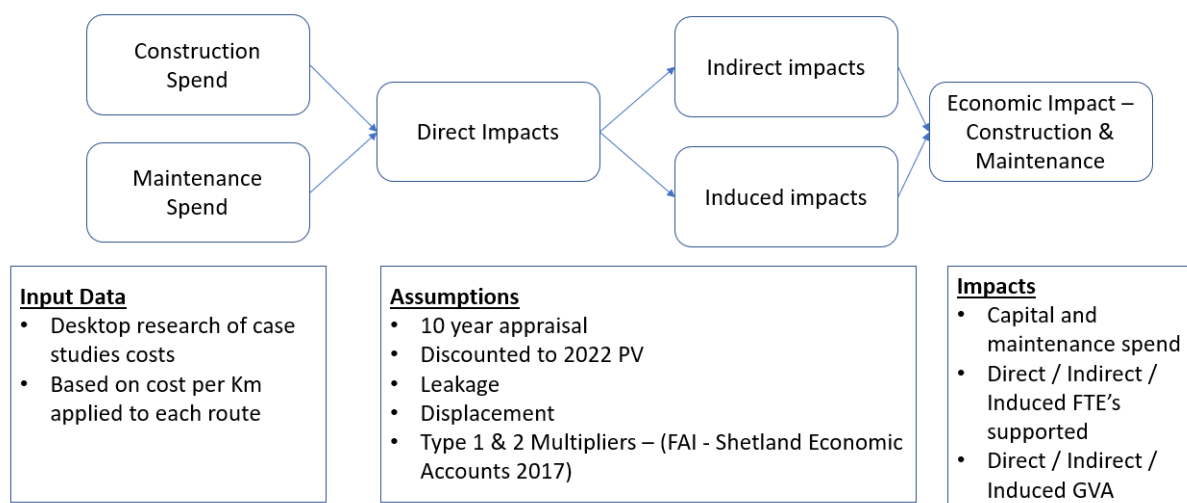 Construction
Spend
Maintenance
Spend
Direct Impacts
Indirect impacts
Induced impacts
Economic Impact –
Construction &
Maintenance
Input Data
• Desktop research of case
studies costs
• Based on cost per Km
applied to each route
Assumptions
• 10 year appraisal
• Discounted to 2022 PV
• Leakage
• Displacement
• Type 1 & 2 Multipliers – (FAI - Shetland Economic
Accounts 2017)
Impacts
• Capital and
maintenance spend
• Direct / Indirect /
Induced FTE’s
supported
• Direct / Indirect /
Induced GVA